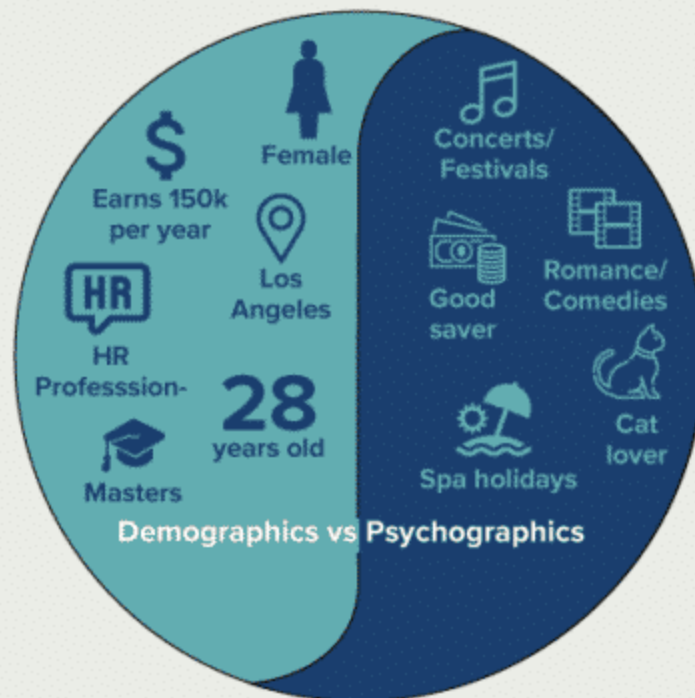 Female
$
Earns 150k
per year
Los
Angeles
HR
HR
Professsion-
28
years old
Masters
Concerts/
Festivals
Good
saver
Romance/
Comedies
Cat
lover
Spa holidays
Demographics vs Psychographics